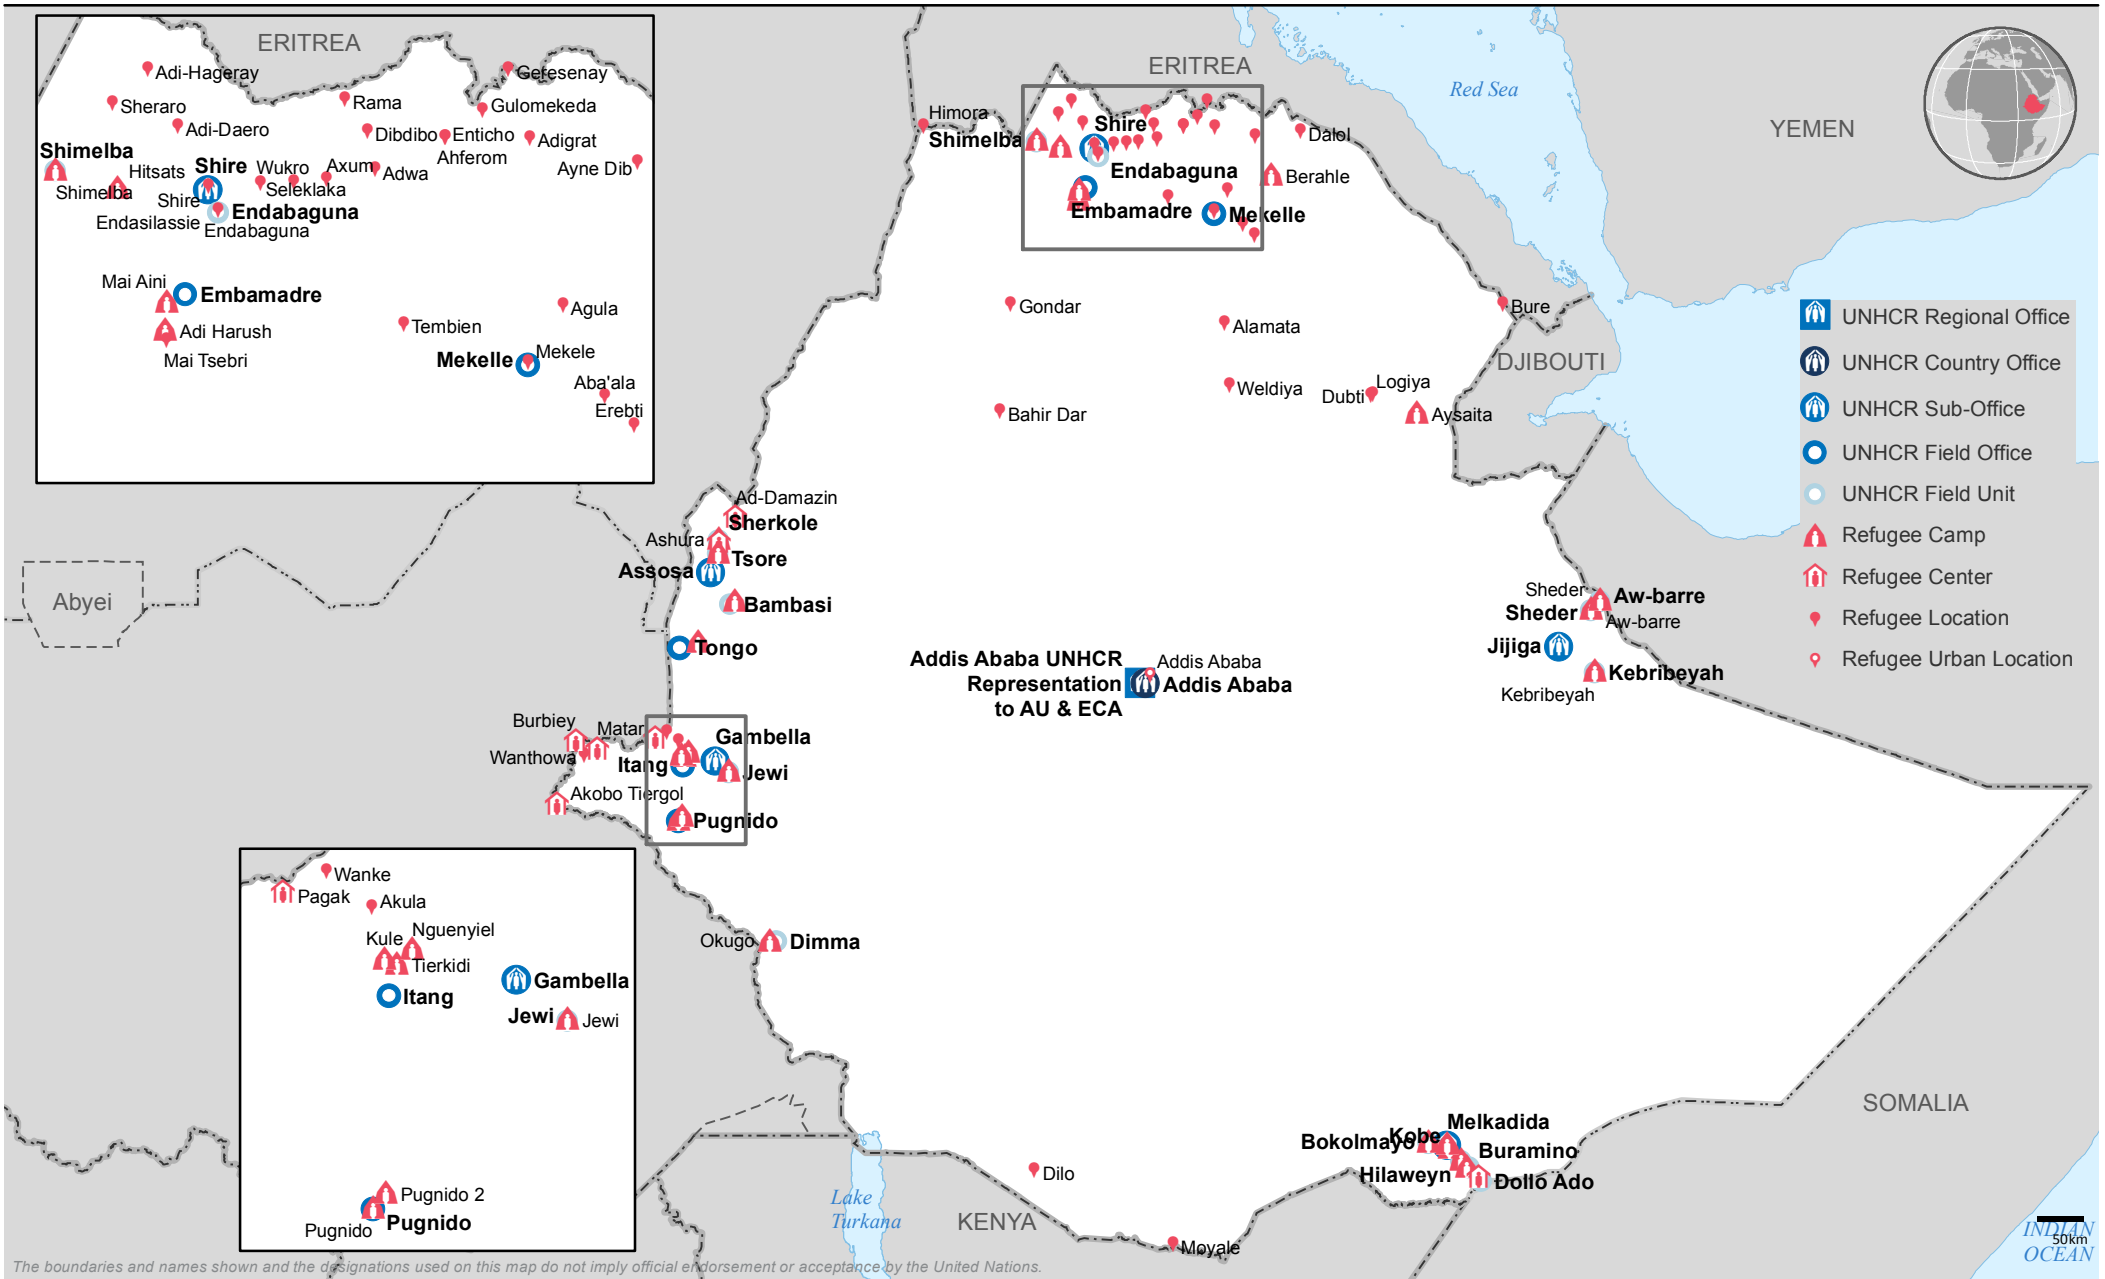 ERITREA
Adi-Hageray
Gefesenay
Sheraro
Rama
Gulomekeda
Adi-Daero
Dibdibo
Enticho
Adigrat
Ahferom
Ayne Dib
Shimelba
Hitsats
Shire
Wukro
Axum
Adwa
Shimelba
Seleklaka
Shire
Endasilassie
Endabaguna
Endabaguna
Mai Aini
Embamadre
Adi Harush
Mai Tsebri
Tembien
Agula
Mekelle
Mekele
Aba'ala
Erebti
ERITREA
Red Sea
YEMEN
Himora
Shimelba
Shire
Dalol
Endabaguna
Berahle
Embamadre
Mekelle
Gondar
Alamata
Bure
DJIBOUTI
Weldiya
Dubti
Logiya
Bahir Dar
Aysaita
UNHCR Regional Office
UNHCR Country Office
UNHCR Sub-Office
UNHCR Field Office
UNHCR Field Unit
Refugee Camp
Refugee Center
Refugee Location
Refugee Urban Location
Abyei
Ad-Damazin
Sherkole
Ashura
Tsore
Assosa
Bambasi
Tongo
Sheder
Aw-barre
Sheder
Aw-barre
Jijiga
Kebribeyah
Kebribeyah
Addis Ababa UNHCR
Representation
to AU & ECA
Addis Ababa
Addis Ababa
Burbiey
Matar
Wanthowa
Gambella
Itang
Jewi
Akobo Tiergol
Pugnido
Wanke
Pagak
Akula
Nguenyiel
Kule
Tierkidi
Gambella
Itang
Jewi
Jewi
Pugnido 2
Pugnido
Pugnido
Okugo
Dimma
SOMALIA
Melkadida
Kobe
Bokolmayo
Buramino
Hilaweyn
Dollo Ado
Dilo
Lake
Turkana
KENYA
Moyale
INDIAN
OCEAN
50km
The boundaries and names shown and the designations used on this map do not imply official endorsement or acceptance by the United Nations.